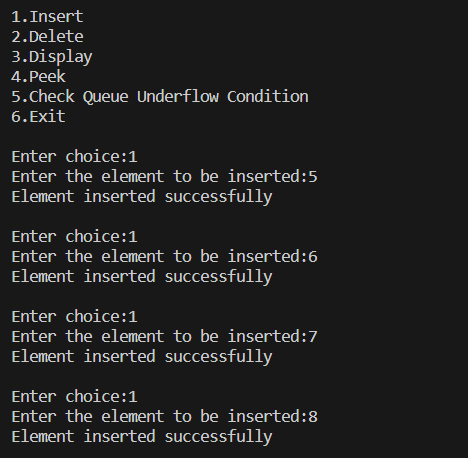 1.Insert
2.Delete
3.Display
4.Peek
5.Check Queue Underflow Condition
6.Exit
Enter choice:1
Enter the element to be inserted:5
Element inserted successfully
Enter choice:1
Enter the element to be inserted:6
Element inserted successfully
Enter choice:1
Enter the element to be inserted:7
Element inserted successfully
Enter choice:1
Enter the element to be inserted:8
Element inserted successfully